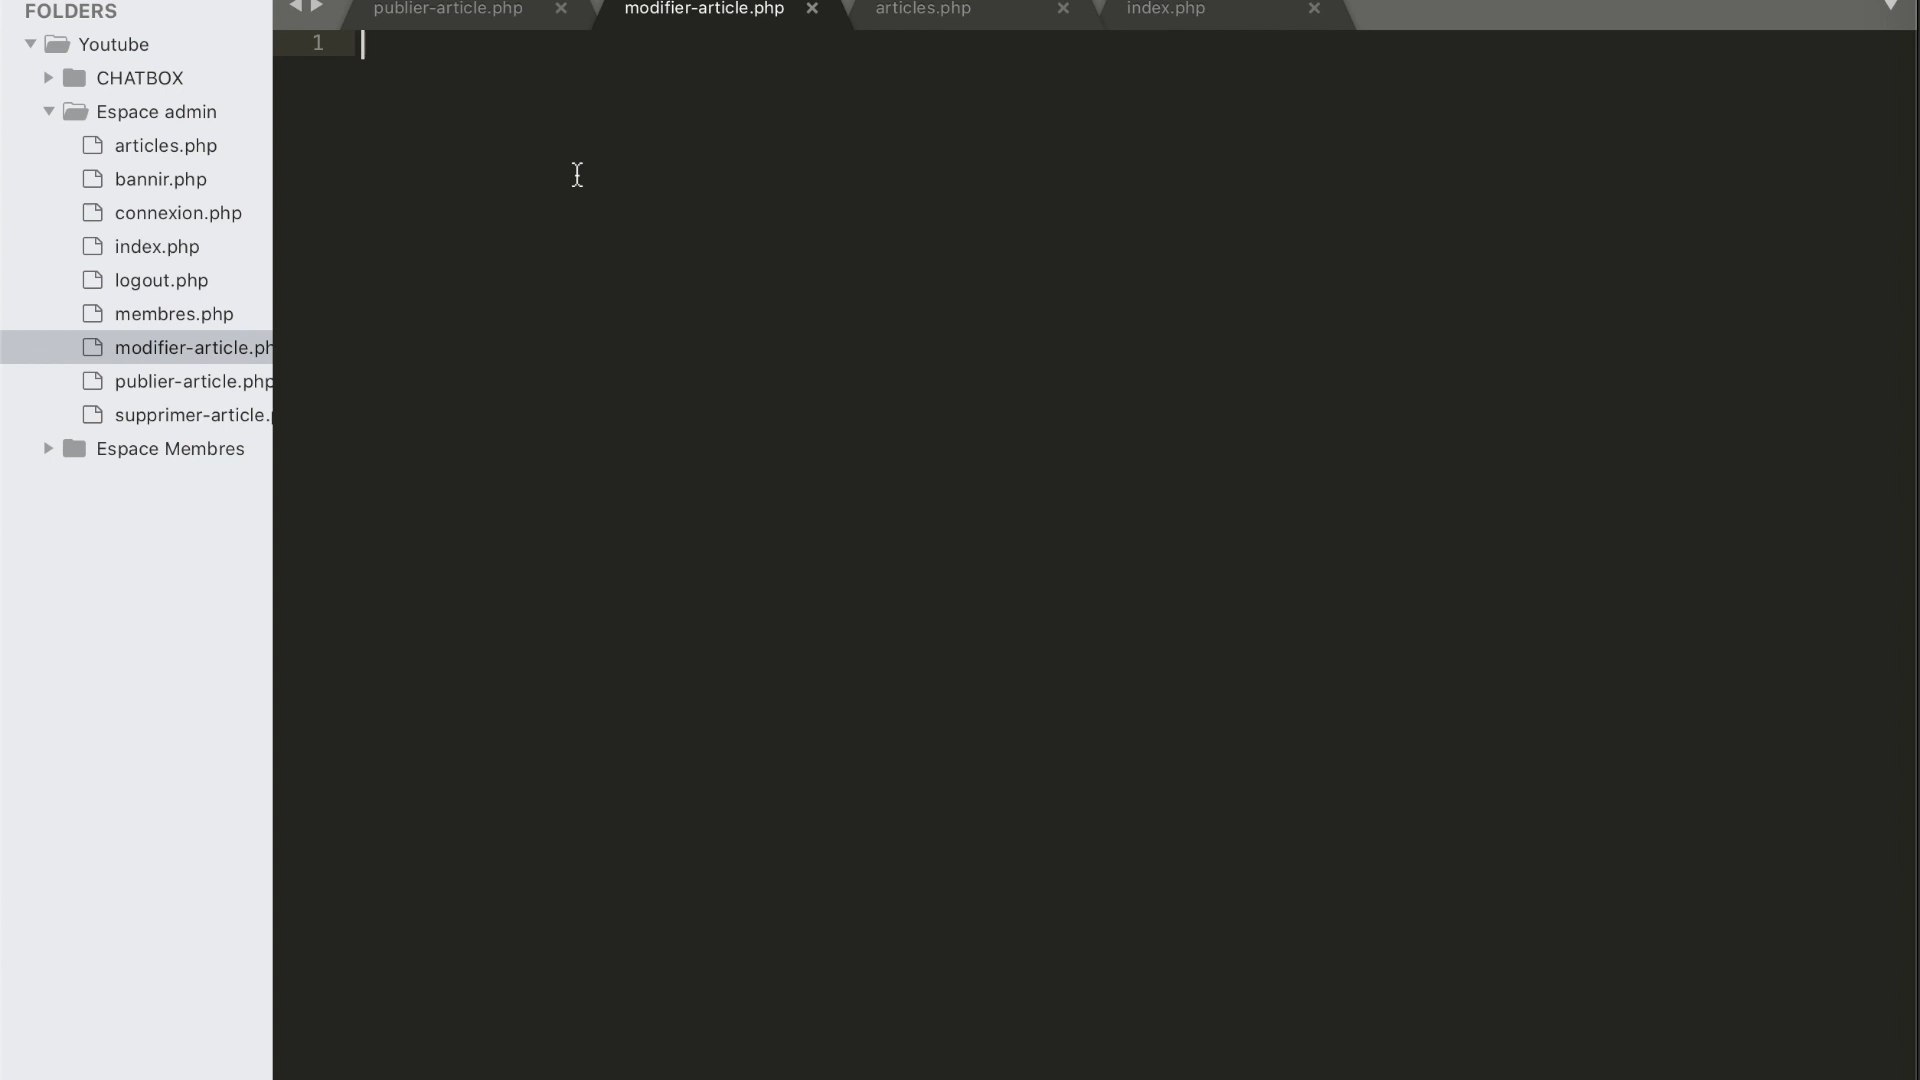 FOLDERS
Youtube
CHATBOX
Espace admin
articles.php
bannir.php
connexion.php
index.php
logout.php
membres.php
modifier-article.ph
publier-article.php
supprimer-article.
Espace Membres
publier-article.php
modifier-article.php
articles.php
index.php
1